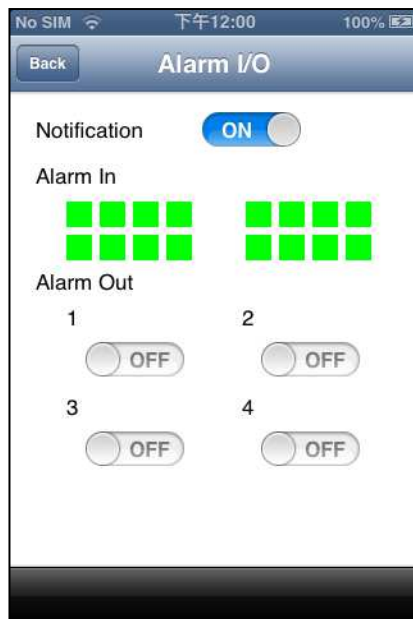 No SIM 下午12:00 100%
Back Alarm I/O
Notification ON
Alarm In
Alarm Out
1 2
OFF OFF
3 4
OFF OFF